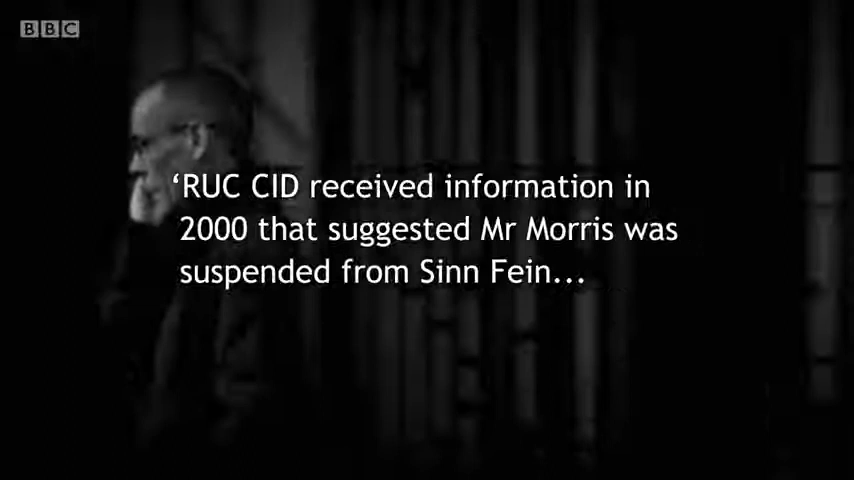 BBC
‘RUC CID received information in
2000 that suggested Mr Morris was
suspended from Sinn Fein...